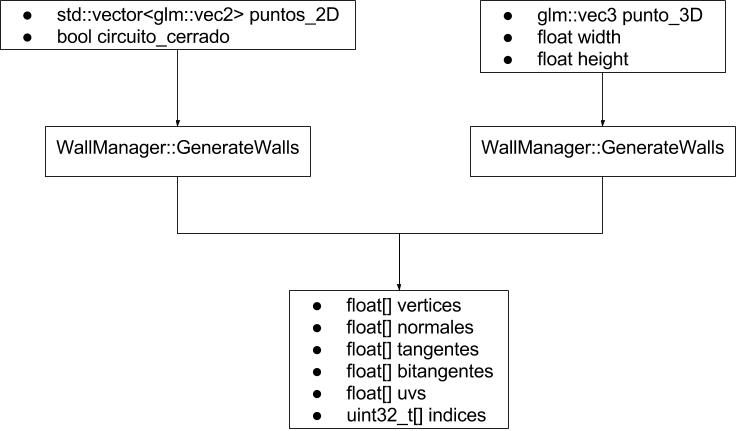 ● std::vector<glm::vec2> puntos_2D
● bool circuito_cerrado
● glm::vec3 punto_3D
● float width
● float height
WallManager::GenerateWalls
WallManager::GenerateWalls
● float[] vertices
● float[] normales
● float[] tangentes
● float[] bitangentes
● float[] uvs
● uint32_t[] indices